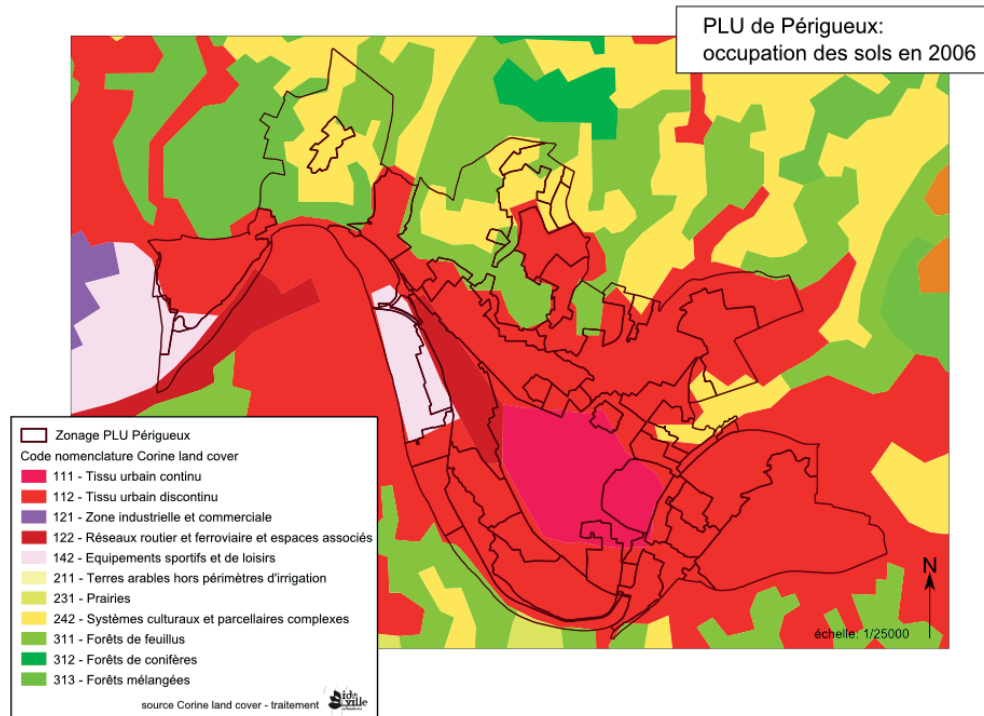 PLU de Périgueux:
occupation des sols en 2006
N
échelle: 1/25000
Zonage PLU Périgueux
Code nomenclature Corine land cover
111 - Tissu urbain continu
112 - Tissu urbain discontinu
121 - Zone industrielle et commerciale
122 - Réseaux routier et ferroviaire et espaces associés
142 - Equipements sportifs et de loisirs
211 - Terres arables hors périmètres d'irrigation
231 - Prairies
242 - Systèmes culturaux et parcellaires complexes
311 - Forêts de feuillus
312 - Forêts de conifères
313 - Forêts mélangées
source Corine land cover - traitement